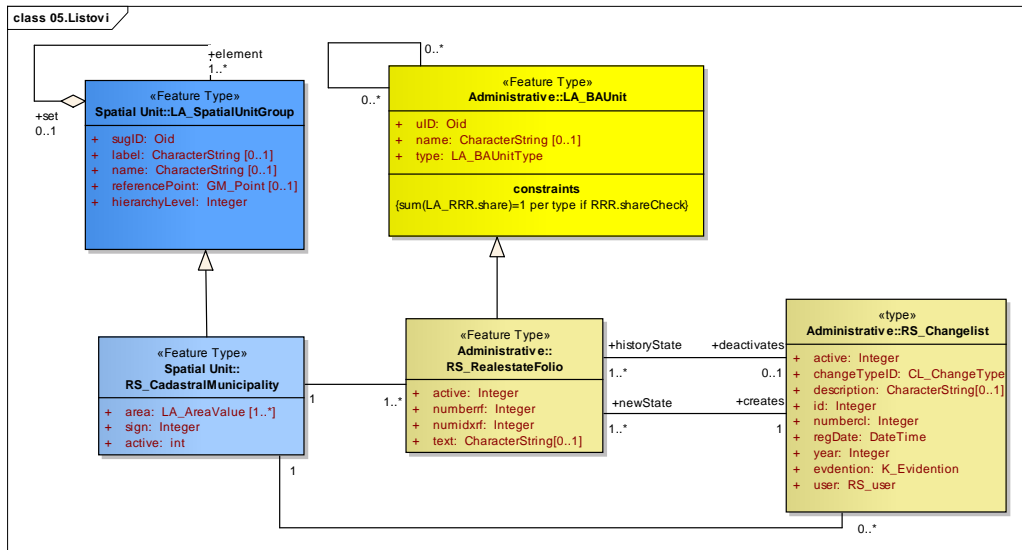 class 05.Listovi
+element
1..*
+set
0..1
«Feature Type»
Spatial Unit::LA_SpatialUnitGroup
+ sugID: Oid
+ label: CharacterString [0..1]
+ name: CharacterString [0..1]
+ referencePoint: GM_Point [0..1]
+ hierarchyLevel: Integer
0..*
0..*
«Feature Type»
Administrative::LA_BAUnit
+ uID: Oid
+ name: CharacterString [0..1]
+ type: LA_BAUnitType
constraints
{sum(LA_RRR.share)=1 per type if RRR.shareCheck}
«Feature Type»
Spatial Unit::
RS_CadastralMunicipality
+ area: LA_AreaValue [1..*]
+ sign: Integer
+ active: int
1
1..*
«Feature Type»
Administrative::
RS_RealestateFolio
+ active: Integer
+ numberrf: Integer
+ numidxrf: Integer
+ text: CharacterString[0..1]
+historyState
1..*
+deactivates
0..1
+newState
1..*
+creates
1
«type»
Administrative::RS_Changelist
+ active: Integer
+ changeTypeID: CL_ChangeType
+ description: CharacterString[0..1]
+ id: Integer
+ numbercl: Integer
+ regDate: DateTime
+ year: Integer
+ evdention: K_Evidention
+ user: RS_user
1
0..*